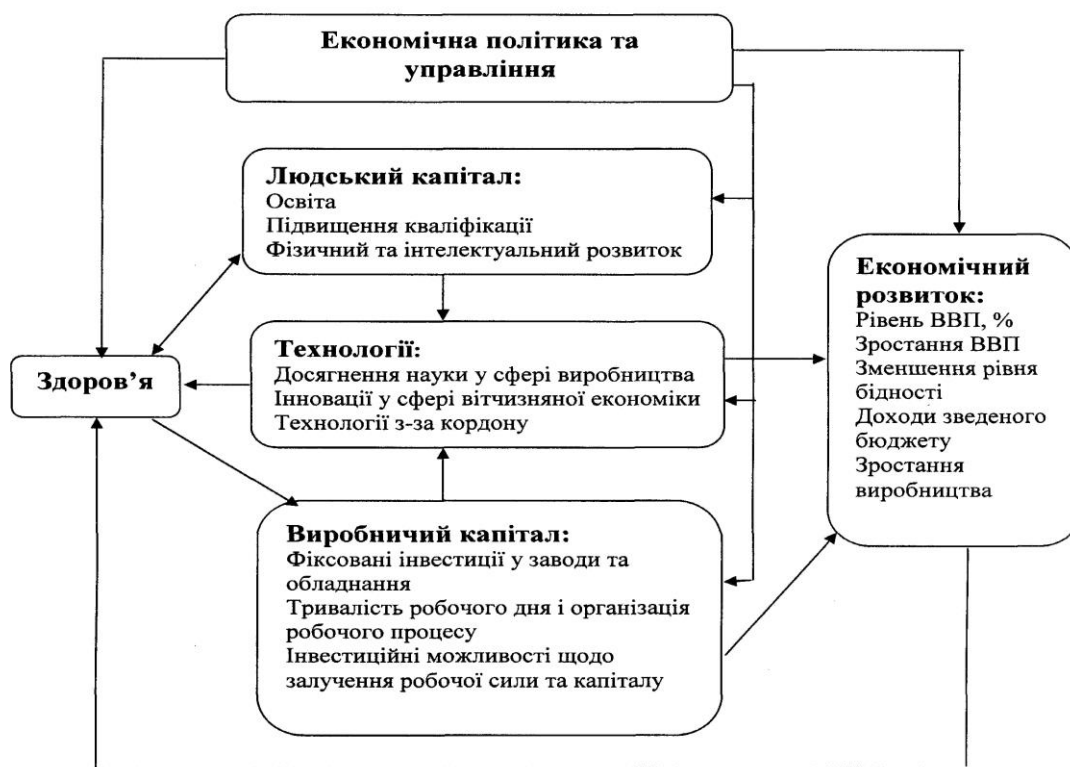 Економічна політика та
управління
Людський капітал:
Освіта
Підвищення кваліфікації
Фізичний та інтелектуальний розвиток
Технології:
Досягнення науки у сфері виробництва
Інновації у сфері вітчизняної економіки
Технології з-за кордону
Здоров’я
Виробничий капітал:
Фіксовані інвестиції у заводи та
обладнання
Тривалість робочого дня і організація
робочого процесу
Інвестиційні можливості щодо
залучення робочої сили та капіталу
Економічний
розвиток:
Рівень ВВП, %
Зростання ВВП
Зменшення рівня
бідності
Доходи зведеного
бюджету
Зростання
виробництва